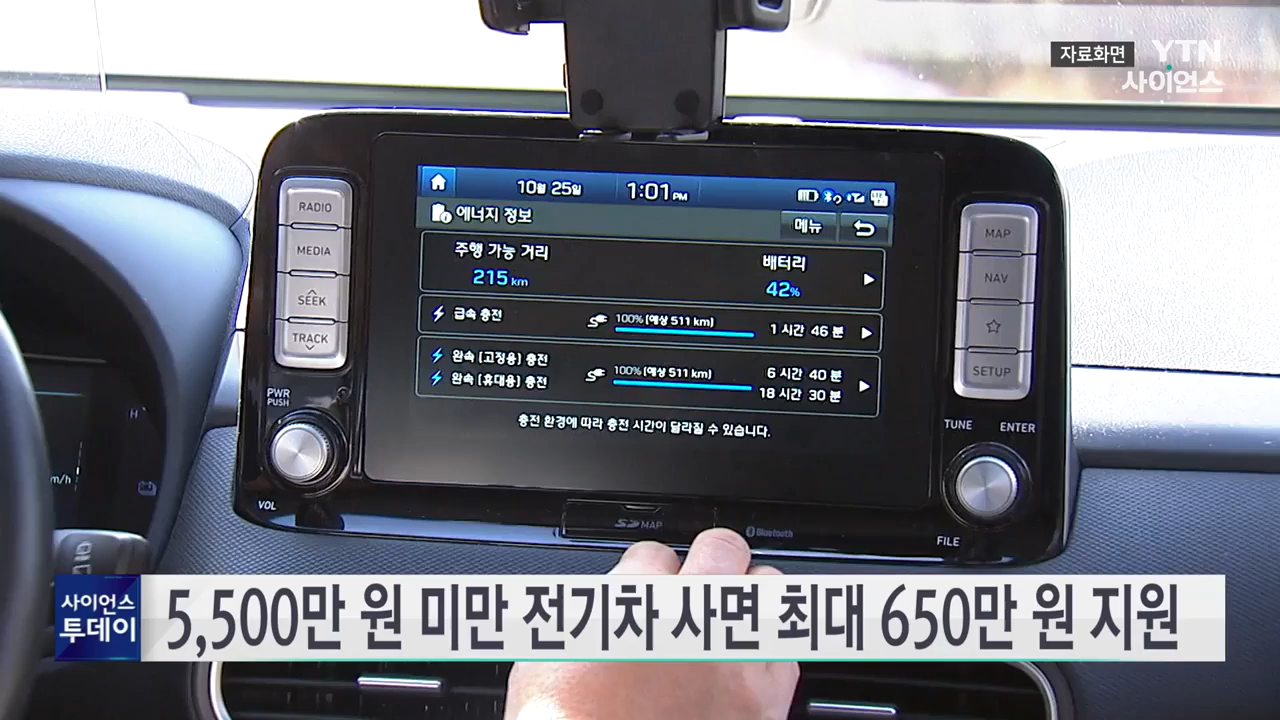 자료화면
YTN
사이언스
RADIO
MEDIA
SEEK
TRACK
PWR
PUSH
VOL
10월 25일 1:01 PM
에너지 정보 메뉴
주행 가능 거리 배터리
215 km 42%
급속 충전 100% (예상 511 km) 1 시간 46 분
완속 (고정용) 충전 100% (예상 511 km) 6 시간 40 분
완속 (휴대용) 충전 18 시간 30 분
충전 환경에 따라 충전 시간이 달라질 수 있습니다.
MAP
NAV
SETUP
TUNE ENTER
FILE
SD MAP
Bluetooth
H
m/h
사이언스
투데이
5,500만 원 미만 전기차 사면 최대 650만 원 지원